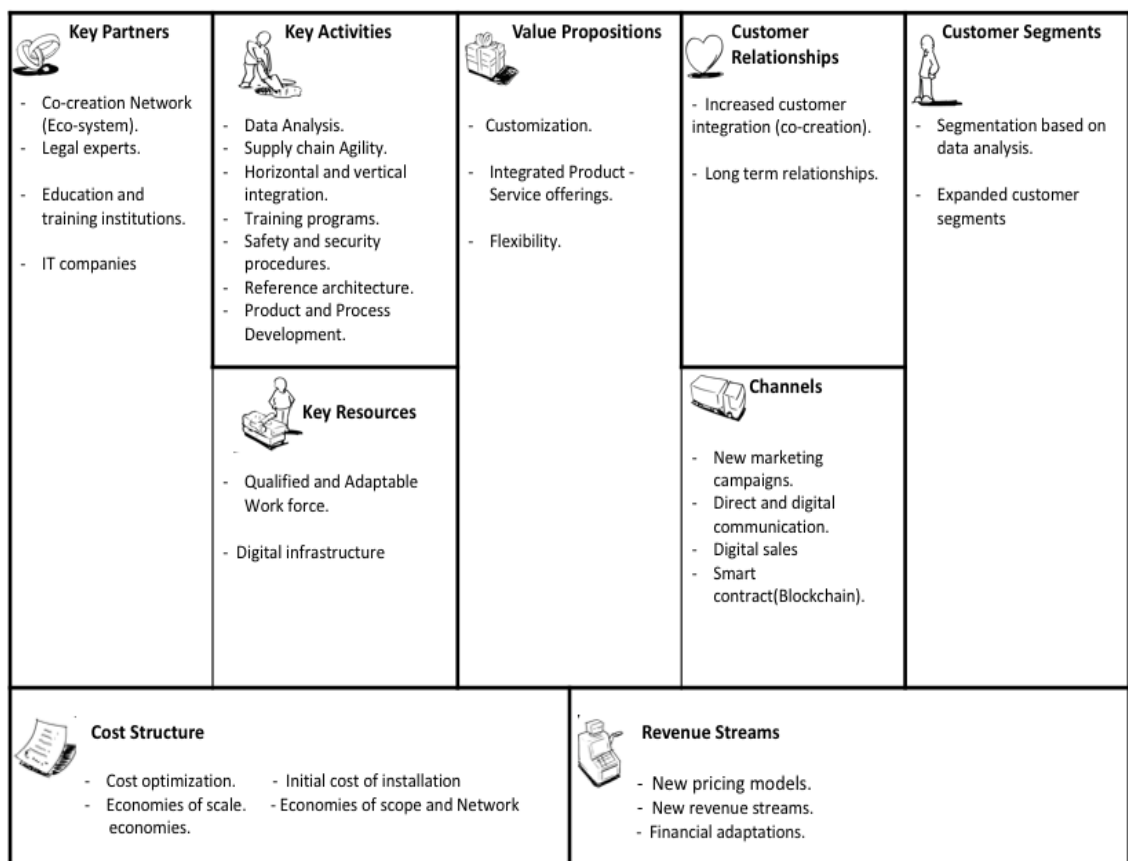 Key Partners
- Co-creation Network
(Eco-system).
- Legal experts.
- Education and
training institutions.
- IT companies
Key Activities
- Data Analysis.
- Supply chain Agility.
- Horizontal and vertical
integration.
- Training programs.
- Safety and security
procedures.
- Reference architecture.
- Product and Process
Development.
Key Resources
- Qualified and Adaptable
Work force.
- Digital infrastructure
Value Propositions
- Customization.
- Integrated Product -
Service offerings.
- Flexibility.
Customer
Relationships
- Increased customer
integration (co-creation).
- Long term relationships.
Channels
- New marketing
campaigns.
- Direct and digital
communication.
- Digital sales
- Smart
contract(Blockchain).
Customer Segments
- Segmentation based on
data analysis.
- Expanded customer
segments
Cost Structure
- Cost optimization. - Initial cost of installation
- Economies of scale. - Economies of scope and Network
economies.
Revenue Streams
- New pricing models.
- New revenue streams.
- Financial adaptations.